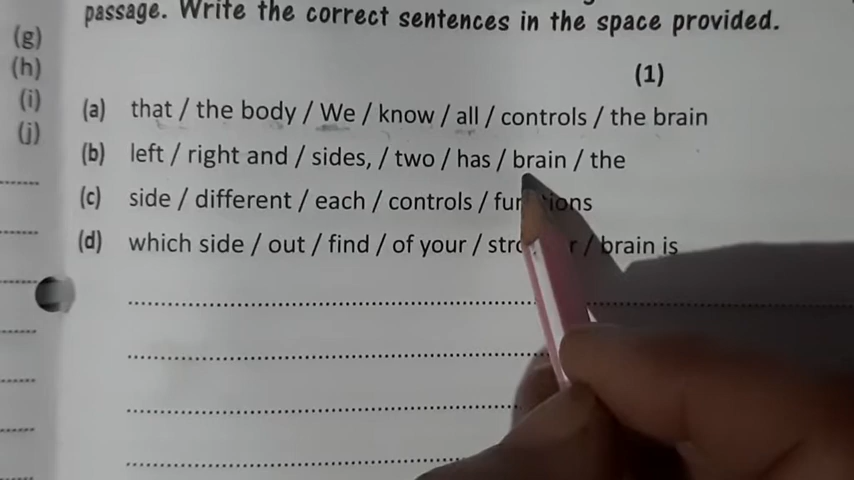 passage. Write the correct sentences in the space provided.
(g)
(h)
(1)
(i)
(a) that / the body / We / know / all / controls / the brain
(j)
(b) left / right and / sides, / two / has / brain / the
(c) side / different / each / controls /
(d) which side / out / find / of your / / brain is